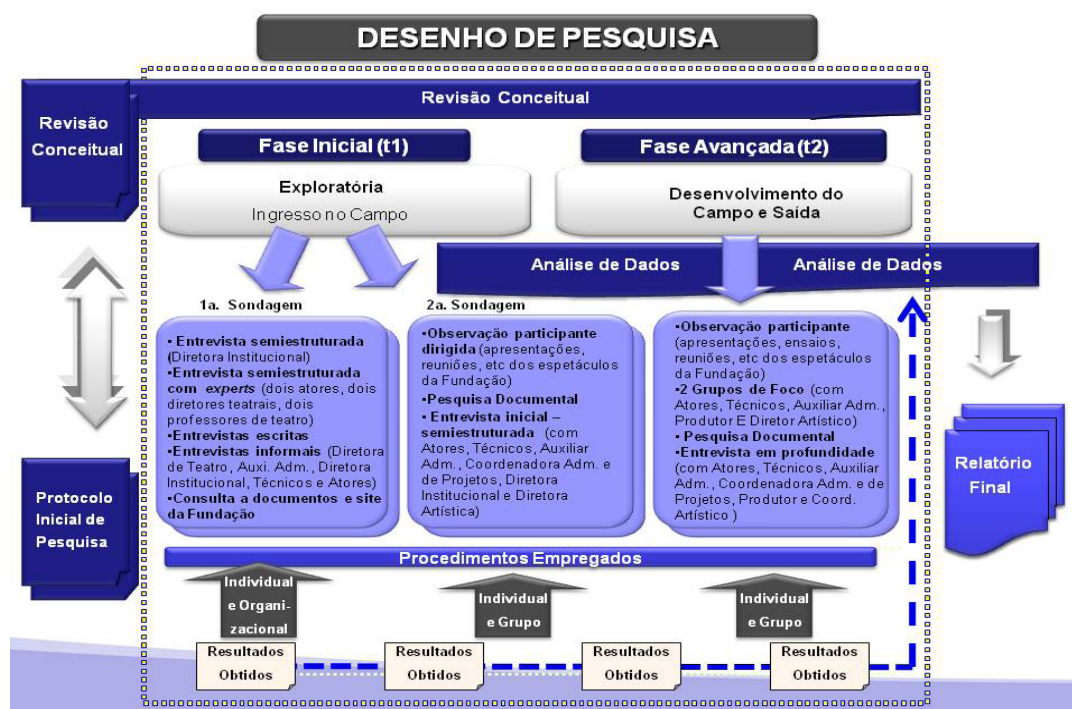 DESENHO DE PESQUISA
Revisão Conceitual
Revisão
Conceitual
Fase Inicial (t1)
Fase Avançada (t2)
Exploratória
Ingresso no Campo
Desenvolvimento do
Campo e Saída
Análise de Dados
Análise de Dados
1a. Sondagem
2a. Sondagem
▪Entrevista semiestruturada
(Diretora Institucional)
▪Entrevista semiestruturada
com experts (dois atores, dois
diretores teatrais, dois
professores de teatro)
▪Entrevistas escritas
▪Entrevistas informais (Diretora
de Teatro, Auxi. Adm., Diretora
Institucional, Técnicos e Atores)
▪Consulta a documentos e site
da Fundação
▪Observação participante
dirigida (apresentações,
reuniões, etc dos espetáculos
da Fundação)
▪Pesquisa Documental
▪Entrevista inicial –
semiestruturada (com
Atores, Técnicos, Auxiliar
Adm., Coordenadora Adm. e
de Projetos, Diretora
Institucional e Diretora
Artística)
▪Observação participante
(apresentações, ensaios,
reuniões, etc dos espetáculos
da Fundação)
▪2 Grupos de Foco (com
Atores, Técnicos, Auxiliar Adm.,
Produtor E Diretor Artístico)
▪Pesquisa Documental
▪Entrevista em profundidade
(com Atores, Técnicos, Auxiliar
Adm., Coordenadora Adm. e de
Projetos, Produtor e Coord.
Artístico )
Protocolo
Inicial de
Pesquisa
Relatório
Final
Procedimentos Empregados
Individual
e Organi-
zacional
Individual
e Grupo
Individual
e Grupo
Resultados
Obtidos
Resultados
Obtidos
Resultados
Obtidos
Resultados
Obtidos